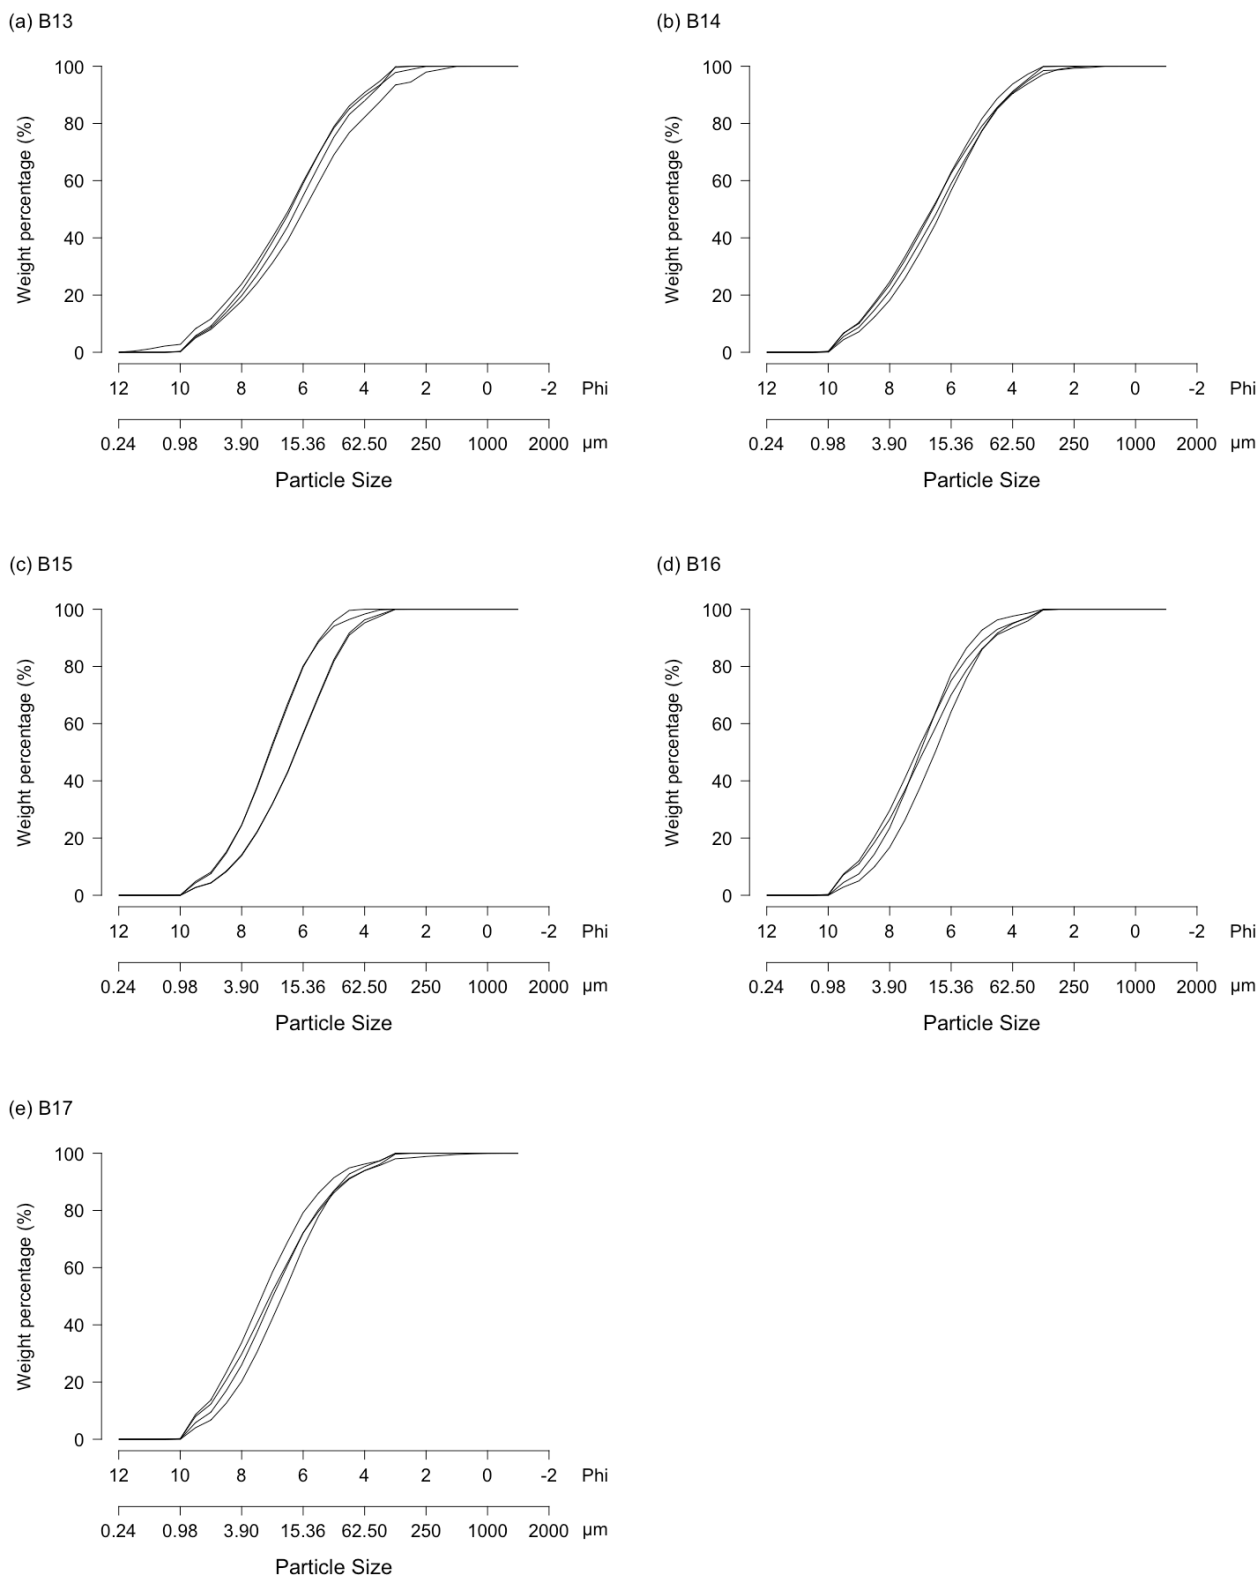 (a) B13
Weight percentage (%)
100
80
60
40
20
0
12 10 8 6 4 2 0 -2 Phi
0.24 0.98 3.90 15.36 62.50 250 1000 2000 µm
Particle Size
(b) B14
Weight percentage (%)
100
80
60
40
20
0
12 10 8 6 4 2 0 -2 Phi
0.24 0.98 3.90 15.36 62.50 250 1000 2000 µm
Particle Size
(c) B15
Weight percentage (%)
100
80
60
40
20
0
12 10 8 6 4 2 0 -2 Phi
0.24 0.98 3.90 15.36 62.50 250 1000 2000 µm
Particle Size
(d) B16
Weight percentage (%)
100
80
60
40
20
0
12 10 8 6 4 2 0 -2 Phi
0.24 0.98 3.90 15.36 62.50 250 1000 2000 µm
Particle Size
(e) B17
Weight percentage (%)
100
80
60
40
20
0
12 10 8 6 4 2 0 -2 Phi
0.24 0.98 3.90 15.36 62.50 250 1000 2000 µm
Particle Size